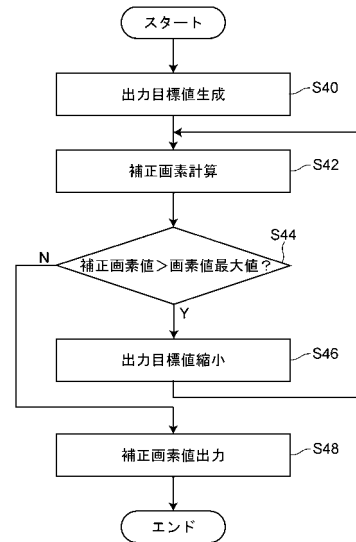 スタート
出力目標値生成
S40
補正画素計算
S42
補正画素値＞画素値最大値？
S44
N
Y
出力目標値縮小
S46
補正画素値出力
S48
エンド